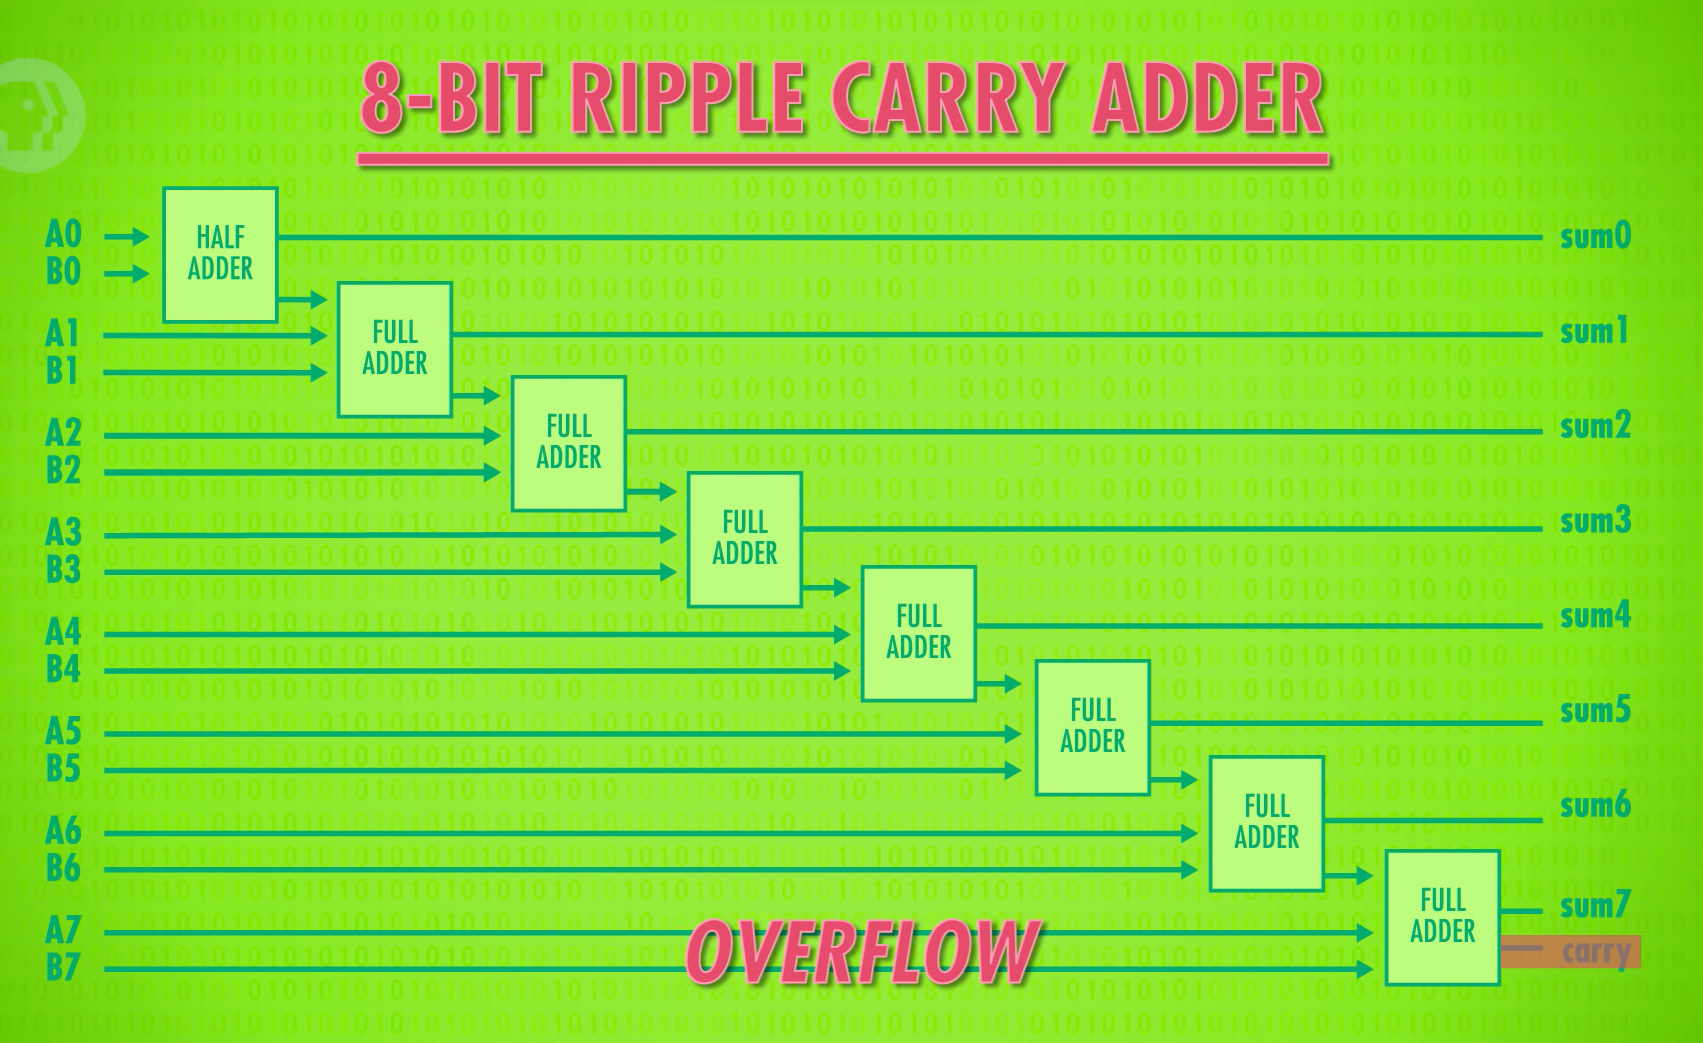 8-BIT RIPPLE CARRY ADDER
A0
B0
HALF
ADDER
sum0
A1
B1
FULL
ADDER
sum1
A2
B2
FULL
ADDER
sum2
A3
B3
FULL
ADDER
sum3
A4
B4
FULL
ADDER
sum4
A5
B5
FULL
ADDER
sum5
A6
B6
FULL
ADDER
sum6
A7
B7
FULL
ADDER
sum7
carry
OVERFLOW